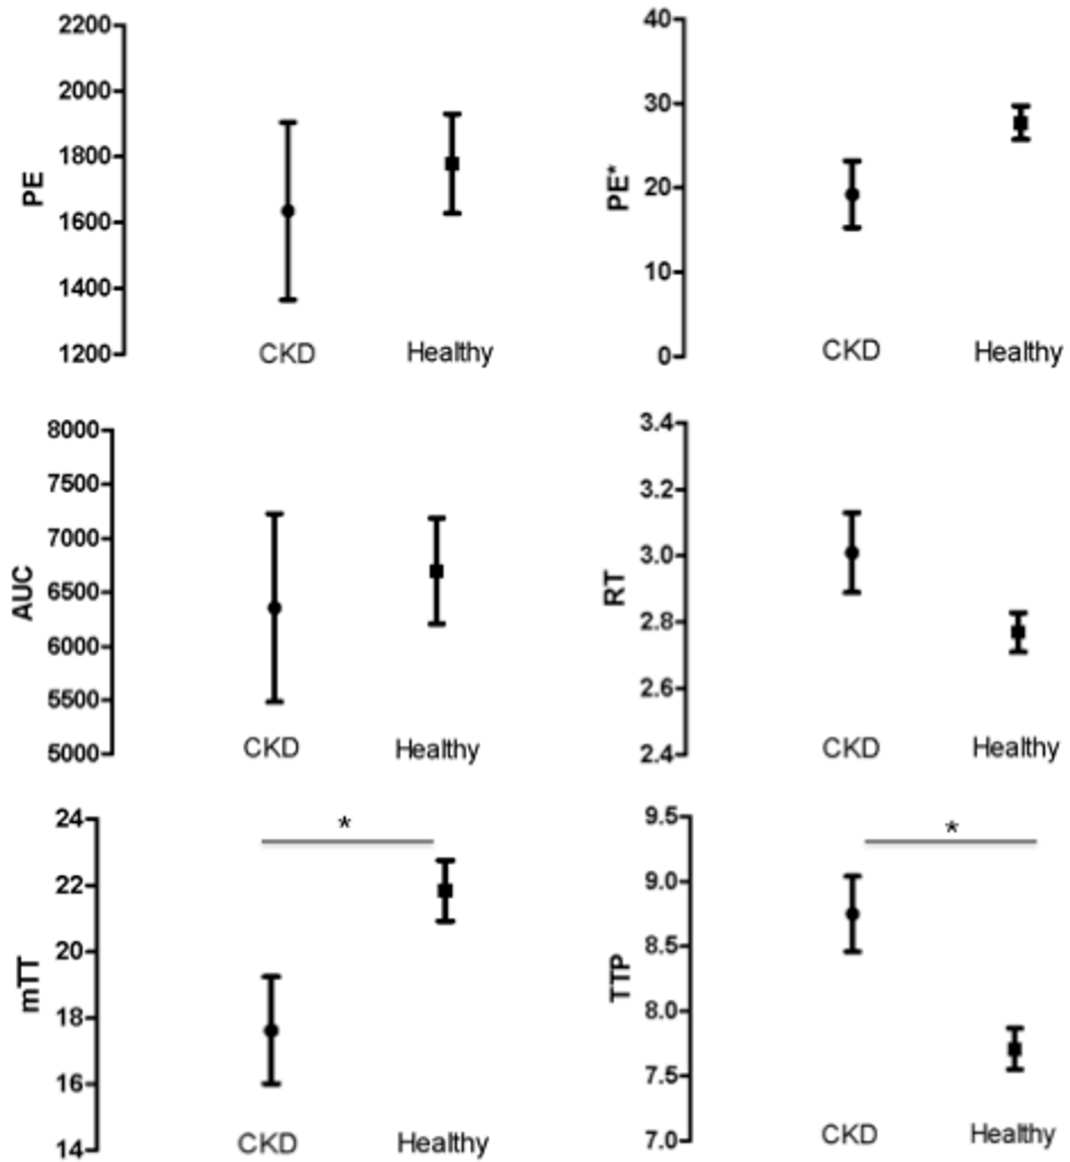 2200
2000
1800
1600
1400
1200
PE
CKD
Healthy
40
30
20
10
0
PE*
CKD
Healthy
8000
7500
7000
6500
6000
5500
5000
AUC
CKD
Healthy
3.4
3.2
3.0
2.8
2.6
2.4
RT
CKD
Healthy
24
22
20
18
16
14
mTT
*
CKD
Healthy
9.5
9.0
8.5
8.0
7.5
7.0
TTP
*
CKD
Healthy